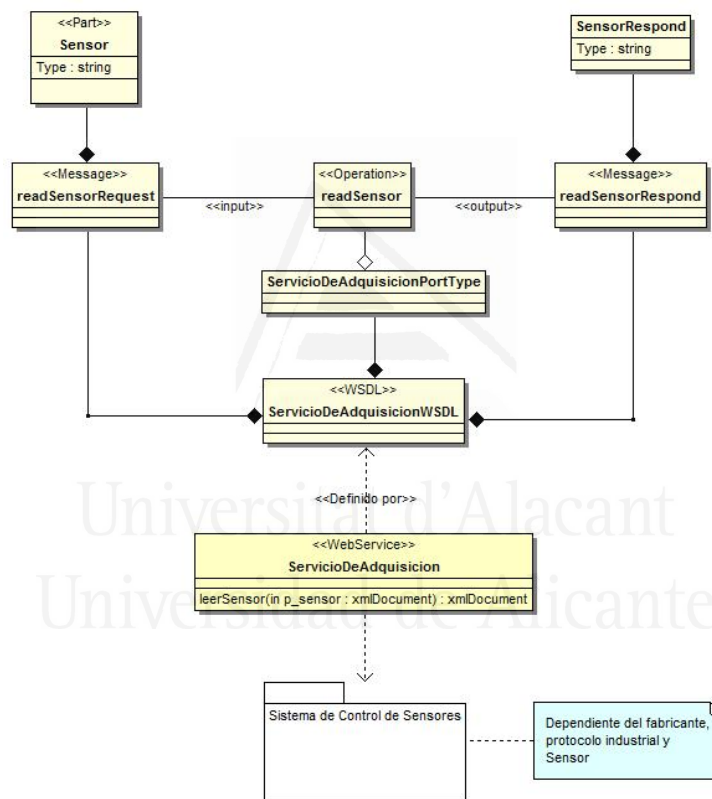 <<Part>>
Sensor
Type : string
SensorRespond
Type : string
<<Message>>
readSensorRequest
<<input>>
<<Operation>>
readSensor
<<output>>
<<Message>>
readSensorRespond
ServicioDeAdquisicionPortType
<<WSDL>>
ServicioDeAdquisicionWSDL
<<Definido por>>
Universitat d'Alacant
Universidad de Alicante
<<WebService>>
ServicioDeAdquisicion
leerSensor(in p_sensor : xmlDocument) : xmlDocument
Sistema de Control de Sensores
Dependiente del fabricante,
protocolo industrial y
Sensor